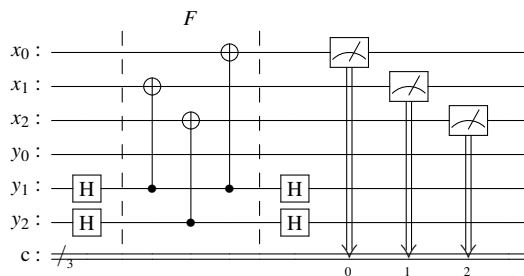 F
x₀ :
x₁ :
x₂ :
y₀ :
y₁ : H H
y₂ : H H
c : 3
0 1 2